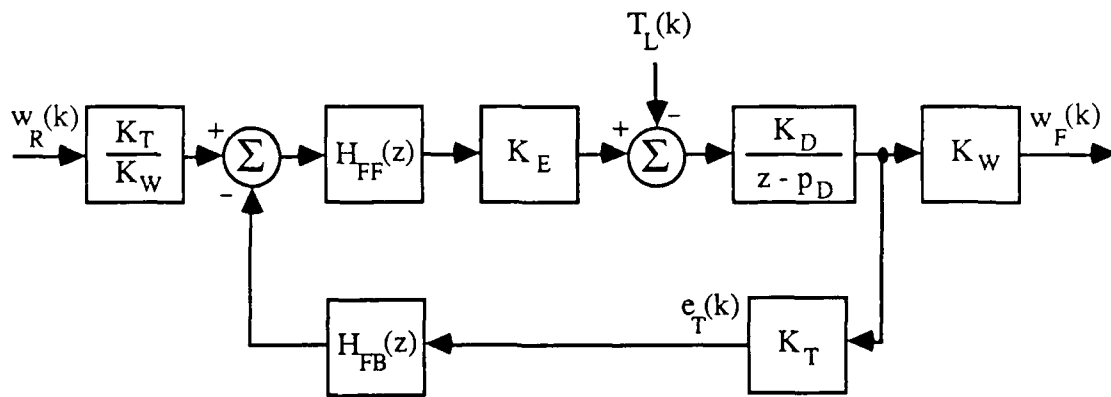 T_L(k)
w_R(k)
K_T
K_W
+
Σ
-
H_FF(z)
K_E
+
-
Σ
K_D
z - p_D
K_W
w_F(k)
H_FB(z)
e_T(k)
K_T